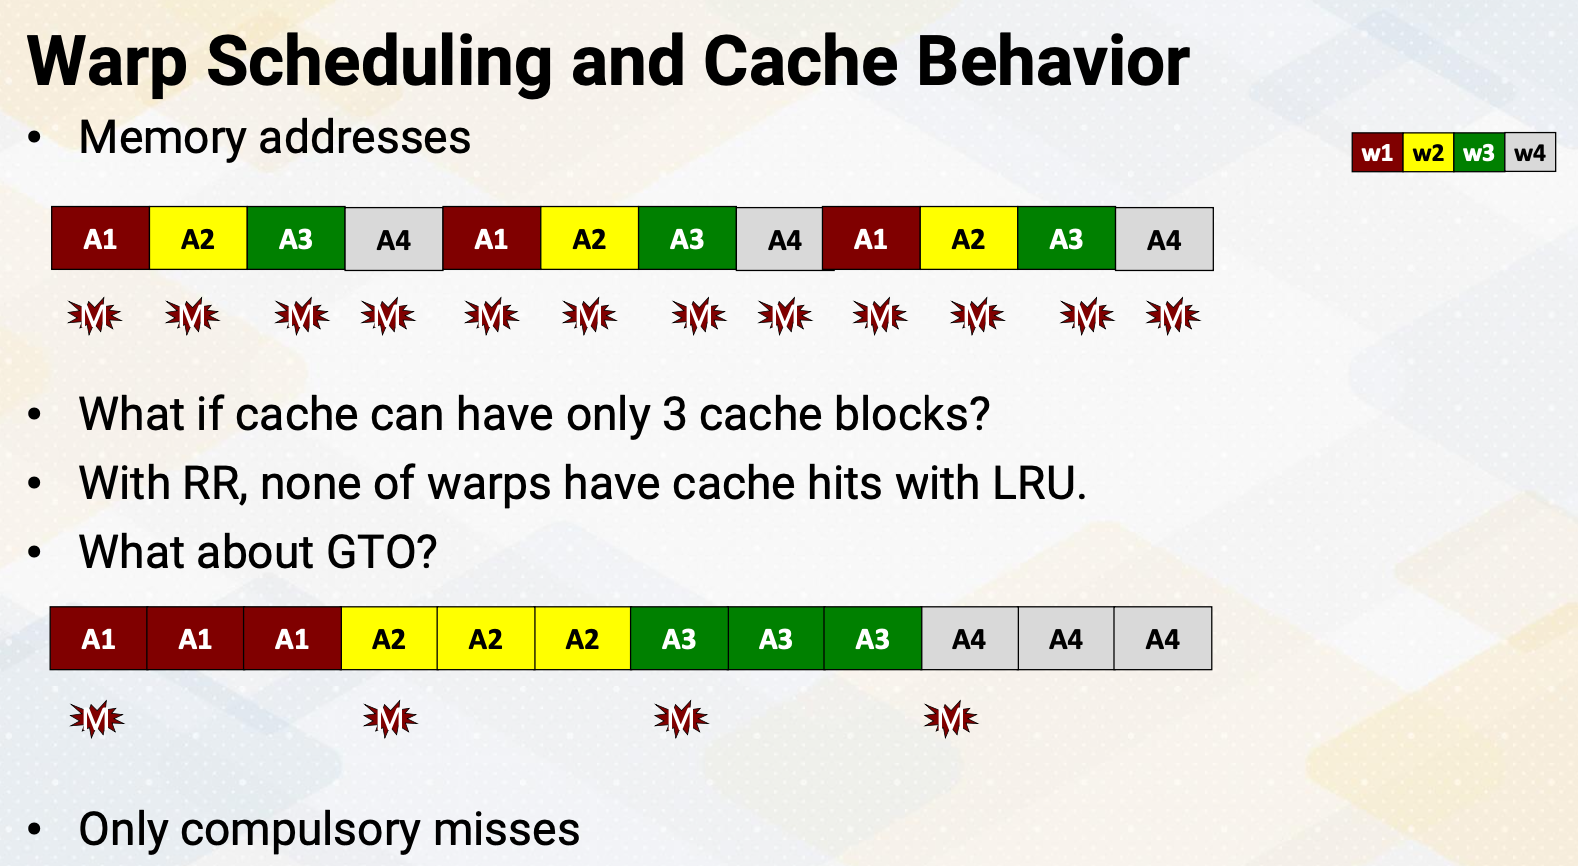 Warp Scheduling and Cache Behavior
• Memory addresses
w1 w2 w3 w4
A1 A2 A3 A4 A1 A2 A3 A4 A1 A2 A3 A4
M M M M M M M M M M M M
• What if cache can have only 3 cache blocks?
• With RR, none of warps have cache hits with LRU.
• What about GTO?
A1 A1 A1 A2 A2 A2 A3 A3 A3 A4 A4 A4
M M M M
• Only compulsory misses